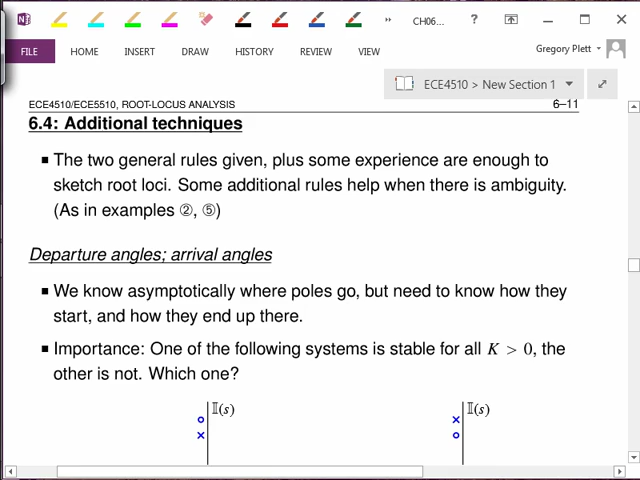 CH06...
FILE HOME INSERT DRAW HISTORY REVIEW VIEW
Gregory Plett
ECE4510 > New Section 1
ECE4510/ECE5510, ROOT-LOCUS ANALYSIS 6–11
6.4: Additional techniques
■ The two general rules given, plus some experience are enough to
sketch root loci. Some additional rules help when there is ambiguity.
(As in examples ②, ⑤)
Departure angles; arrival angles
■ We know asymptotically where poles go, but need to know how they
start, and how they end up there.
■ Importance: One of the following systems is stable for all K > 0, the
other is not. Which one?
𝕀(s) 𝕀(s)